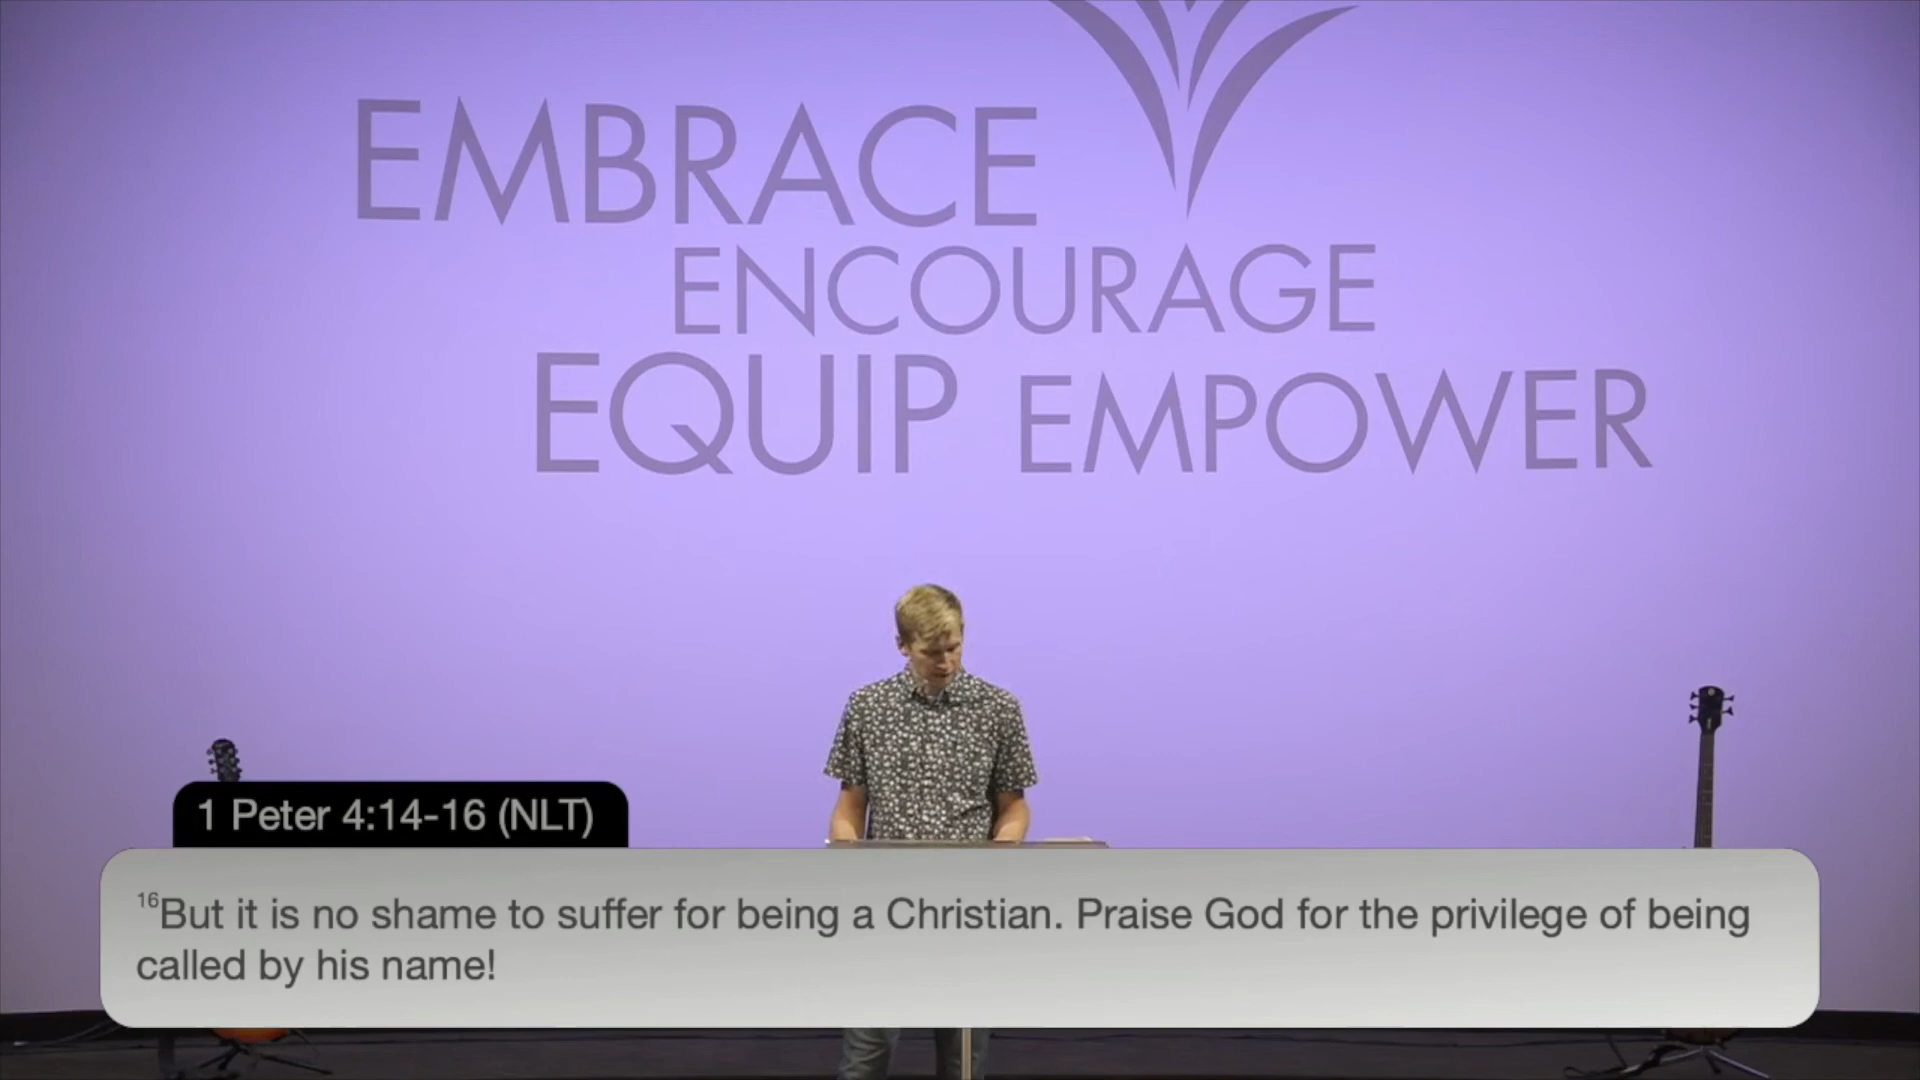 EMBRACE
ENCOURAGE
EQUIP EMPOWER
1 Peter 4:14-16 (NLT)
16But it is no shame to suffer for being a Christian. Praise God for the privilege of being
called by his name!